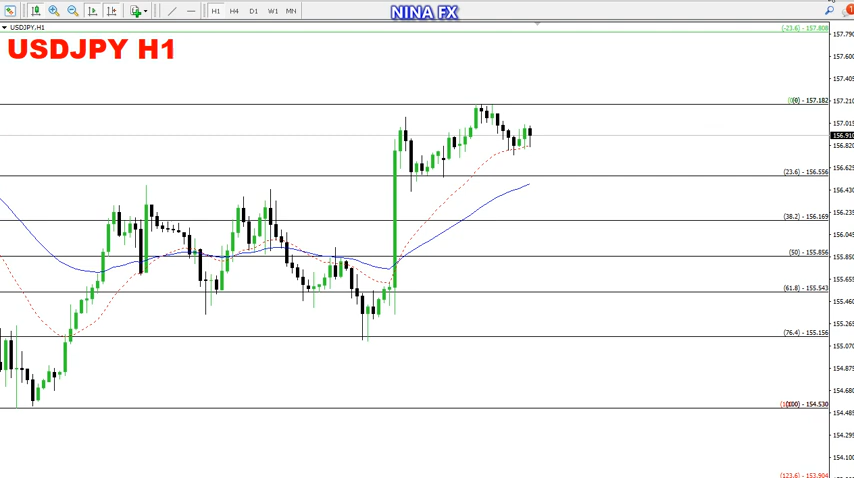 H1 H4 D1 W1 MN
NINA FX
1
USDJPY,H1
USDJPY H1
(-23.6) - 157.808
157.790
157.600
157.405
157.210
(0) - 157.182
157.015
156.910
156.820
156.625
(23.6) - 156.556
156.430
156.235
(38.2) - 156.169
156.045
155.850
(50) - 155.856
155.655
(61.8) - 155.543
155.460
155.265
(76.4) - 155.156
155.070
154.875
154.680
(100) - 154.530
154.485
154.295
154.100
(123.6) - 153.904